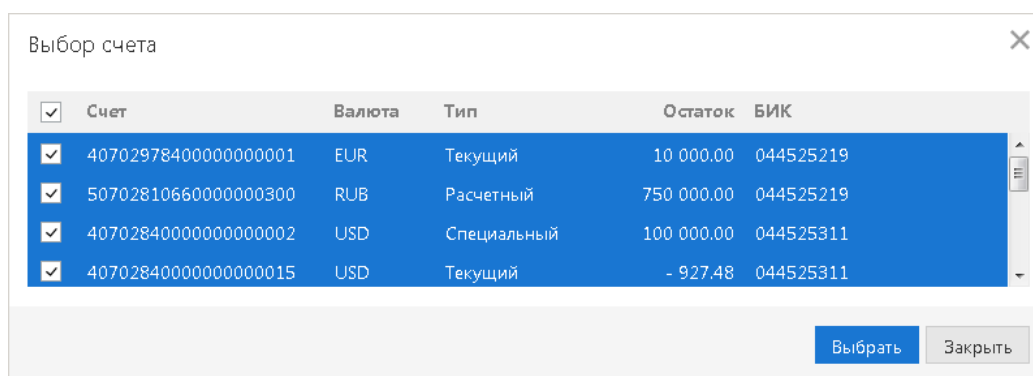 Выбор счета
Счет Валюта Тип Остаток БИК
40702978400000000001 EUR Текущий 10 000.00 044525219
50702810660000000300 RUB Расчетный 750 000.00 044525219
40702840000000000002 USD Специальный 100 000.00 044525311
40702840000000000015 USD Текущий - 927.48 044525311
Выбрать Закрыть